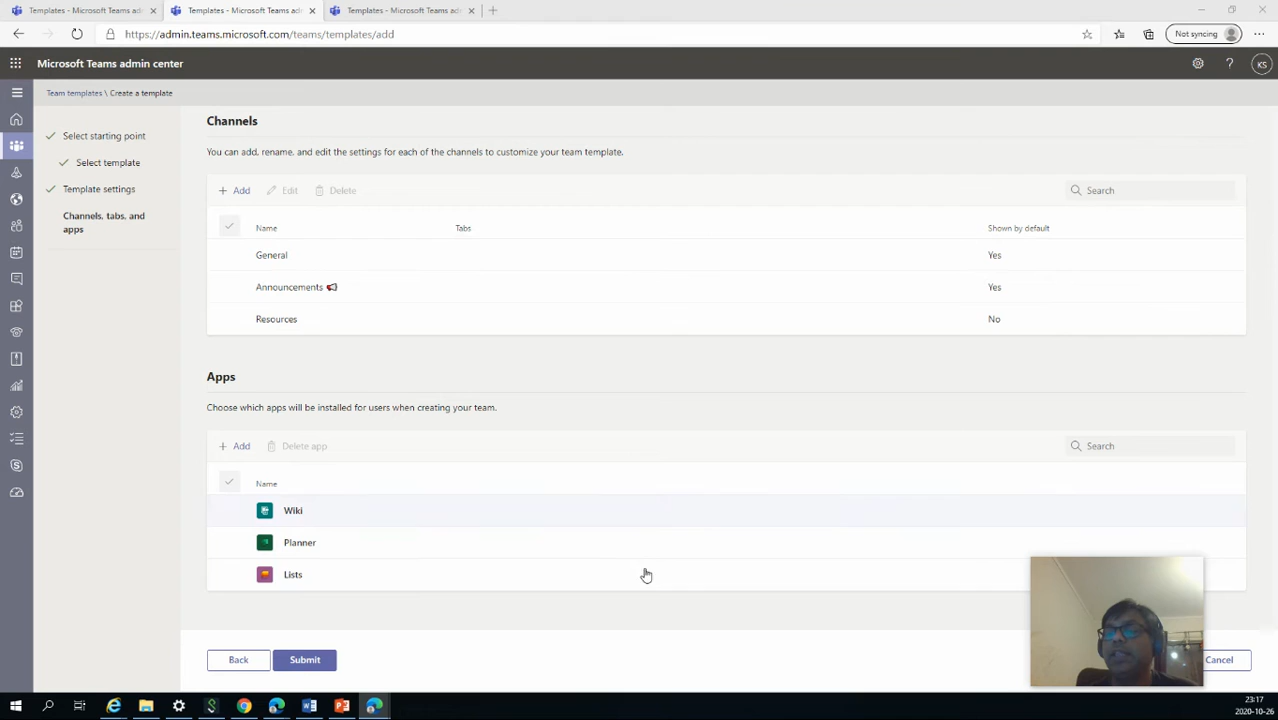 Templates - Microsoft Teams adm
Templates - Microsoft Teams adm
Templates - Microsoft Teams adm
https://admin.teams.microsoft.com/teams/templates/add
Not syncing
Microsoft Teams admin center
KS
Team templates \ Create a template
Select starting point
Select template
Template settings
Channels, tabs, and
apps
Channels
You can add, rename, and edit the settings for each of the channels to customize your team template.
+ Add Edit Delete
Search
Name Tabs Shown by default
General Yes
Announcements 📢 Yes
Resources No
Apps
Choose which apps will be installed for users when creating your team.
+ Add Delete app
Search
Name
Wiki
Planner
Lists
Back Submit Cancel
23:17
2020-10-26